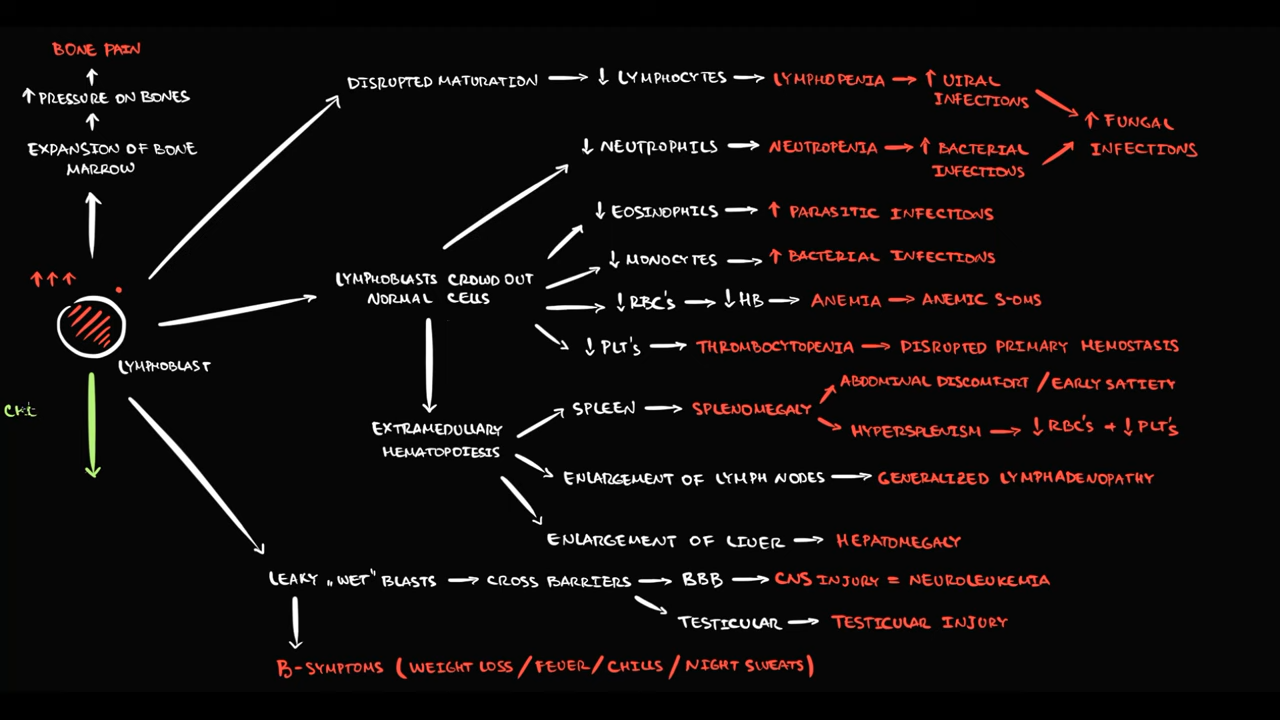 BONE PAIN
↑ PRESSURE ON BONES
EXPANSION OF BONE
MARROW
↑↑↑
LYMPHOBLAST
DISRUPTED MATURATION → ↓ LYMPHOCYTES → LYMPHOPENIA → ↑ VIRAL
INFECTIONS
↑ FUNGAL
INFECTIONS
↓ NEUTROPHILS → NEUTROPENIA → ↑ BACTERIAL
INFECTIONS
↓ EOSINOPHILS → ↑ PARASITIC INFECTIONS
↓ MONOCYTES → ↑ BACTERIAL INFECTIONS
LYMPHOBLASTS CROWD OUT
NORMAL CELLS
↓ RBC's → ↓ HB → ANEMIA → ANEMIC S-OMS
↓ PLT's → THROMBOCYTOPENIA → DISRUPTED PRIMARY HEMOSTASIS
EXTRAMEDULLARY
HEMATOPOIESIS
SPLEEN → SPLENOMEGALY
ABDOMINAL DISCOMFORT / EARLY SATIETY
HYPERSPLENISM → ↓ RBC's + ↓ PLT's
ENLARGEMENT OF LYMPH NODES → GENERALIZED LYMPHADENOPATHY
ENLARGEMENT OF LIVER → HEPATOMEGALY
LEAKY „WET" BLASTS → CROSS BARRIERS → BBB → CNS INJURY = NEUROLEUKEMIA
TESTICULAR → TESTICULAR INJURY
B-SYMPTOMS (WEIGHT LOSS / FEVER / CHILLS / NIGHT SWEATS)